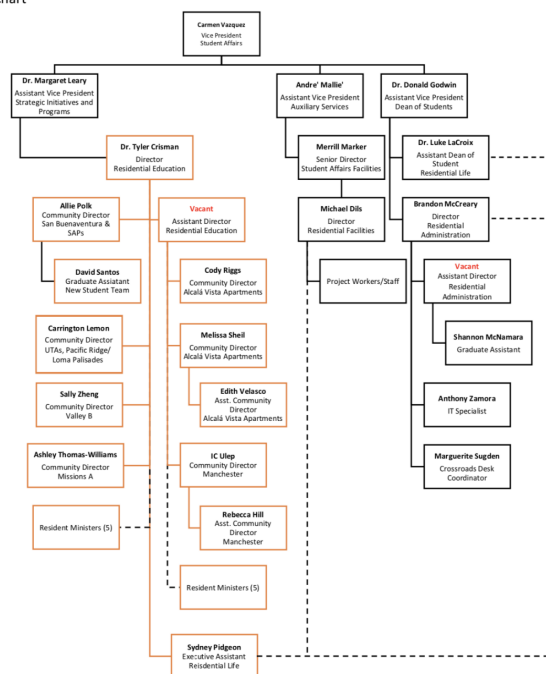 chart
Carmen Vazquez
Vice President
Student Affairs
Dr. Margaret Leary
Assistant Vice President
Strategic Initiatives and
Programs
Andre' Mallie'
Assistant Vice President
Auxiliary Services
Dr. Donald Godwin
Assistant Vice President
Dean of Students
Dr. Tyler Crisman
Director
Residential Education
Merrill Marker
Senior Director
Student Affairs Facilities
Dr. Luke LaCroix
Assistant Dean of
Student
Residential Life
Allie Polk
Community Director
San Buenaventura &
SAPs
Vacant
Assistant Director
Residential Education
Michael Dils
Director
Residential Facilities
Brandon McCreary
Director
Residential
Administration
David Santos
Graduate Assiatant
New Student Team
Cody Riggs
Community Director
Alcalá Vista Apartments
Project Workers/Staff
Vacant
Assistant Director
Residential
Administration
Carrington Lemon
Community Director
UTAs, Pacific Ridge/
Loma Palisades
Melissa Sheil
Community Director
Alcalá Vista Apartments
Shannon McNamara
Graduate Assistant
Sally Zheng
Community Director
Valley B
Edith Velasco
Asst. Community
Director
Alcalá Vista Apartments
Anthony Zamora
IT Specialist
Ashley Thomas-Williams
Community Director
Missions A
IC Ulep
Community Director
Manchester
Marguerite Sugden
Crossroads Desk
Coordinator
Resident Ministers (5)
Rebecca Hill
Asst. Community
Director
Manchester
Resident Ministers (5)
Sydney Pidgeon
Executive Assistant
Reisdential Life